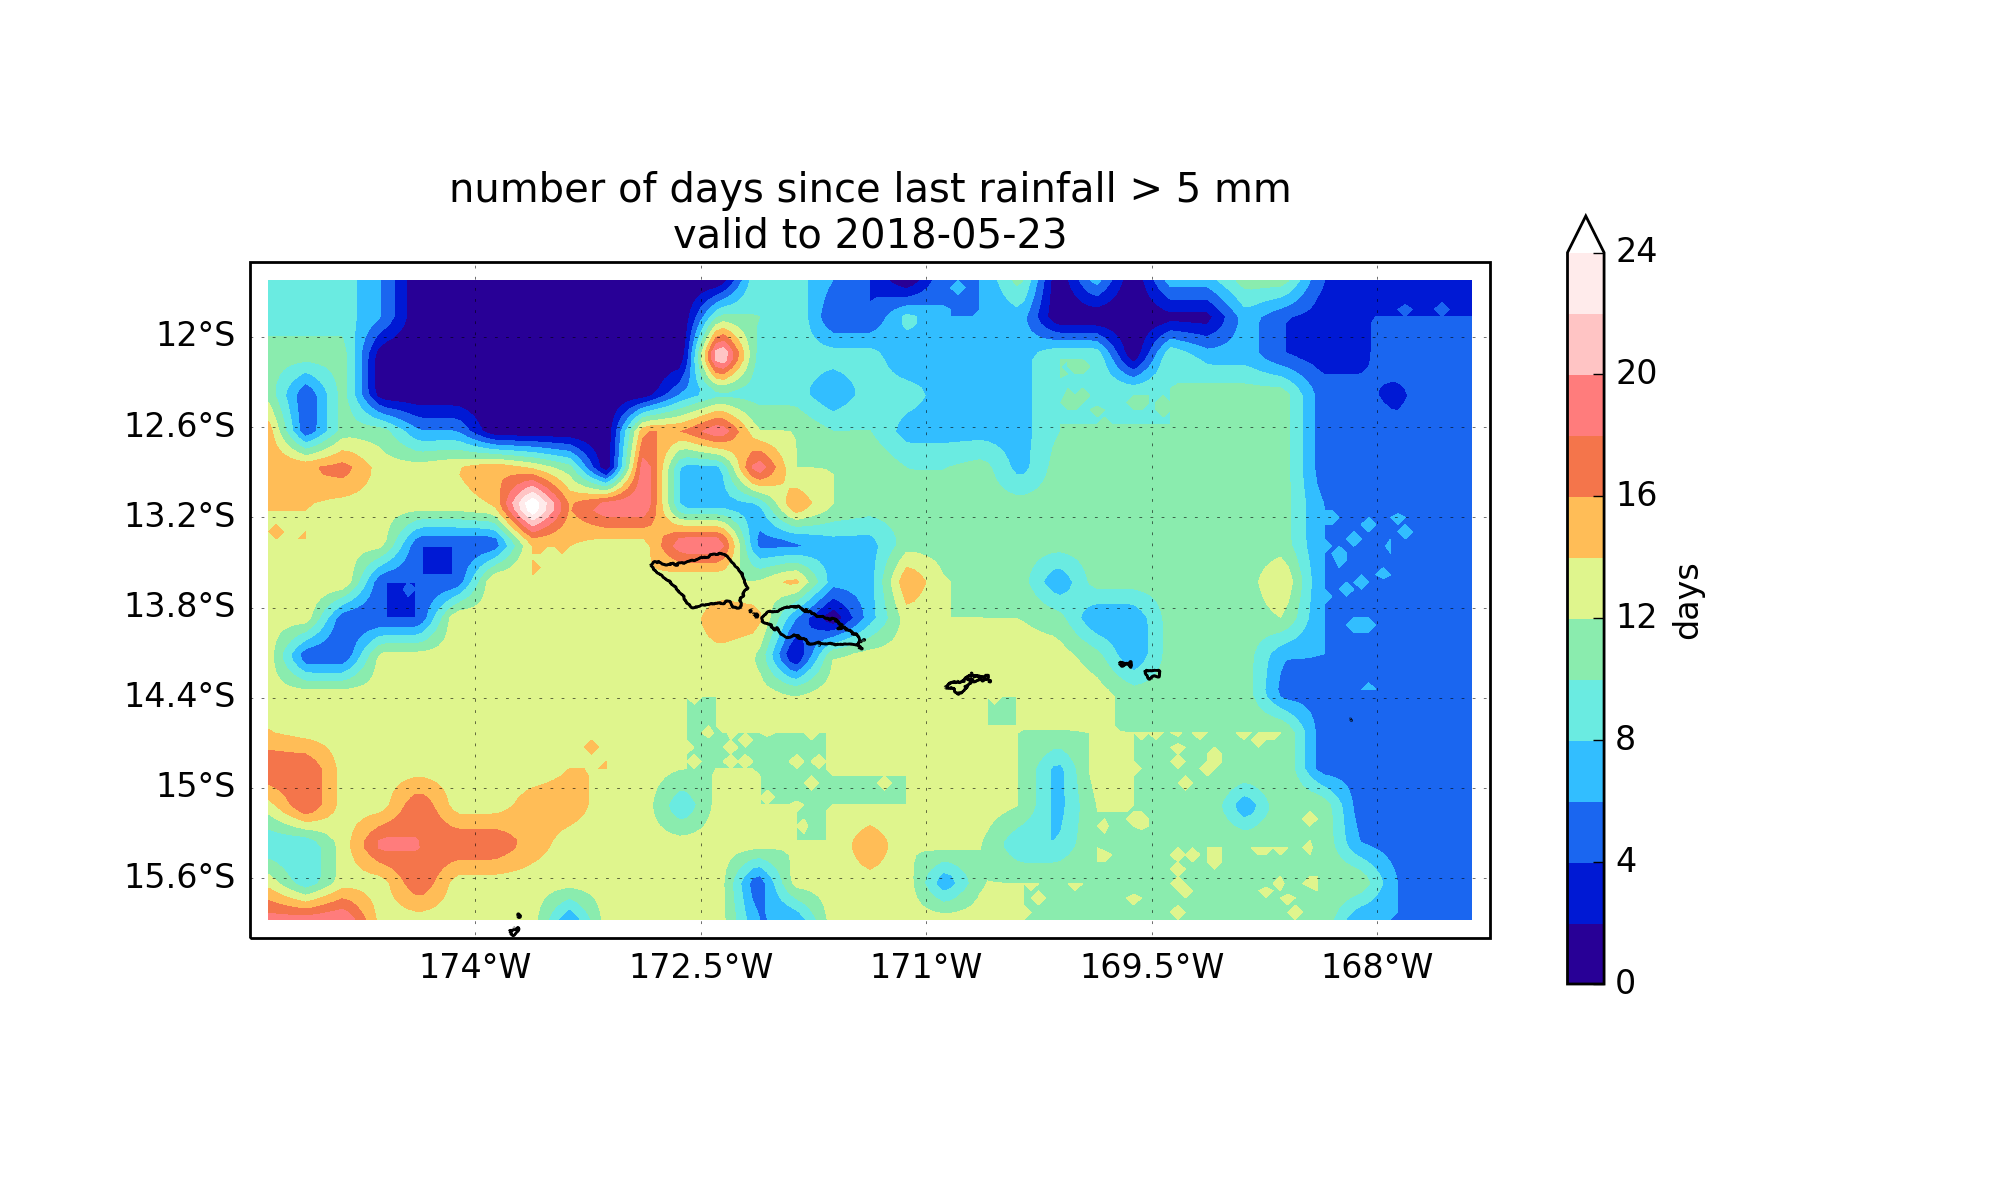 number of days since last rainfall > 5 mm
valid to 2018-05-23
12°S
12.6°S
13.2°S
13.8°S
14.4°S
15°S
15.6°S
174°W
172.5°W
171°W
169.5°W
168°W
24
20
16
12
8
4
0
days